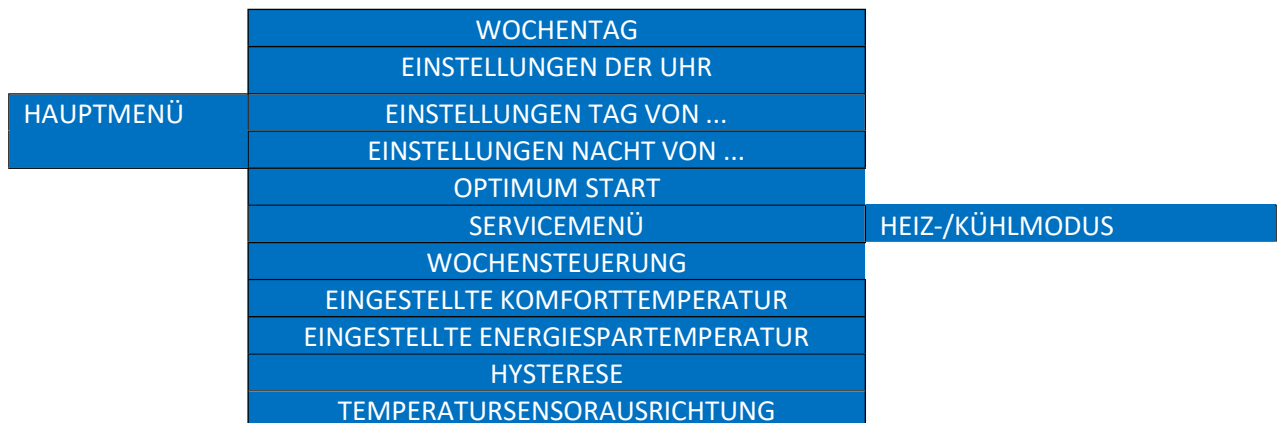 WOCHENTAG
EINSTELLUNGEN DER UHR
HAUPTMENÜ
EINSTELLUNGEN TAG VON ...
EINSTELLUNGEN NACHT VON ...
OPTIMUM START
SERVICEMENÜ
HEIZ-/KÜHLMODUS
WOCHENSTEUERUNG
EINGESTELLTE KOMFORTTEMPERATUR
EINGESTELLTE ENERGIESPARTEMPERATUR
HYSTERESE
TEMPERATURSENSORAUSRICHTUNG